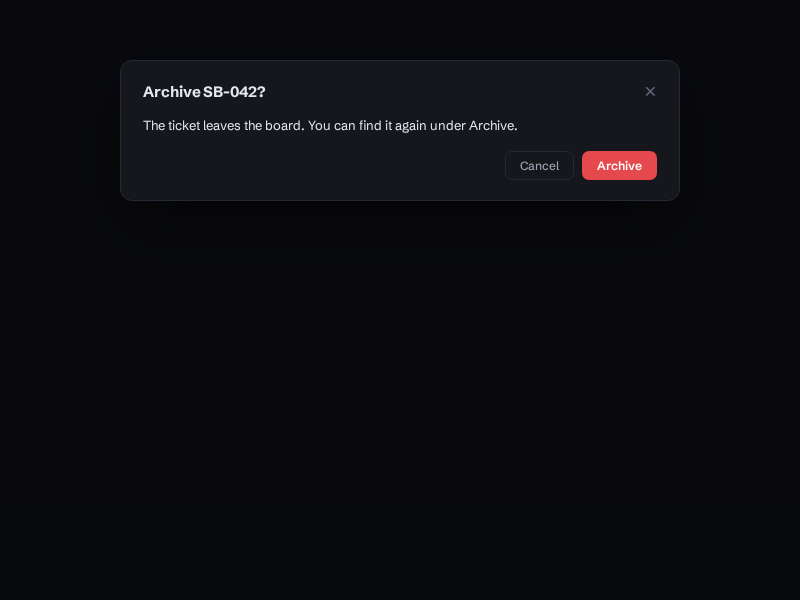 Archive SB-042?
The ticket leaves the board. You can find it again under Archive.
Cancel
Archive